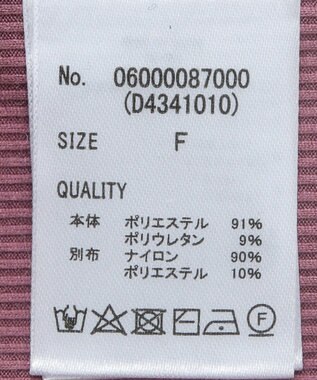 No. 06000087000
(D4341010)
SIZE F
QUALITY
本体 ポリエステル 91%
ポリウレタン 9%
別布 ナイロン 90%
ポリエステル 10%
F